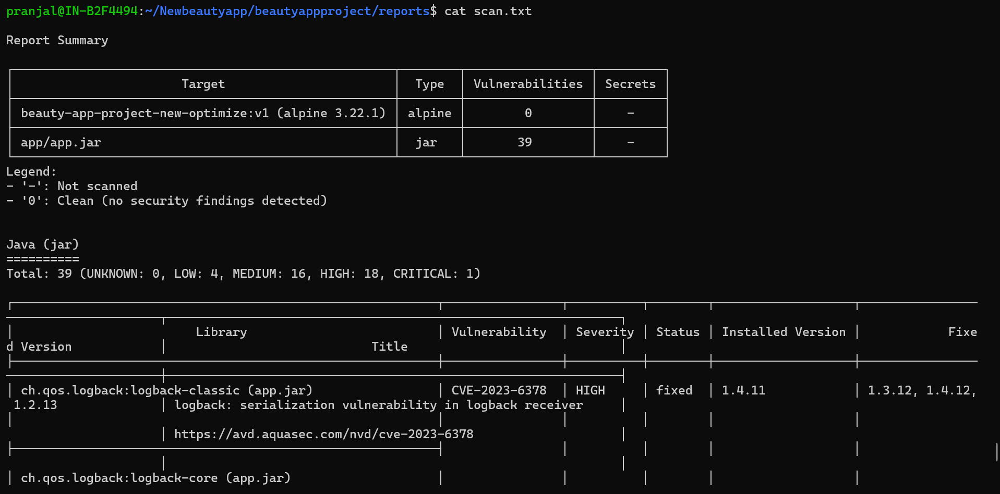 pranjal@IN-B2F4494:~/Newbeautyapp/beautyappproject/reports$ cat scan.txt
Report Summary
Target Type Vulnerabilities Secrets
beauty-app-project-new-optimize:v1 (alpine 3.22.1) alpine 0 -
app/app.jar jar 39 -
Legend:
- '-': Not scanned
- '0': Clean (no security findings detected)
Java (jar)
==========
Total: 39 (UNKNOWN: 0, LOW: 4, MEDIUM: 16, HIGH: 18, CRITICAL: 1)
Library Vulnerability Severity Status Installed Version Fixe
d Version Title
ch.qos.logback:logback-classic (app.jar) CVE-2023-6378 HIGH fixed 1.4.11 1.3.12, 1.4.12,
1.2.13 logback: serialization vulnerability in logback receiver
https://avd.aquasec.com/nvd/cve-2023-6378
ch.qos.logback:logback-core (app.jar)